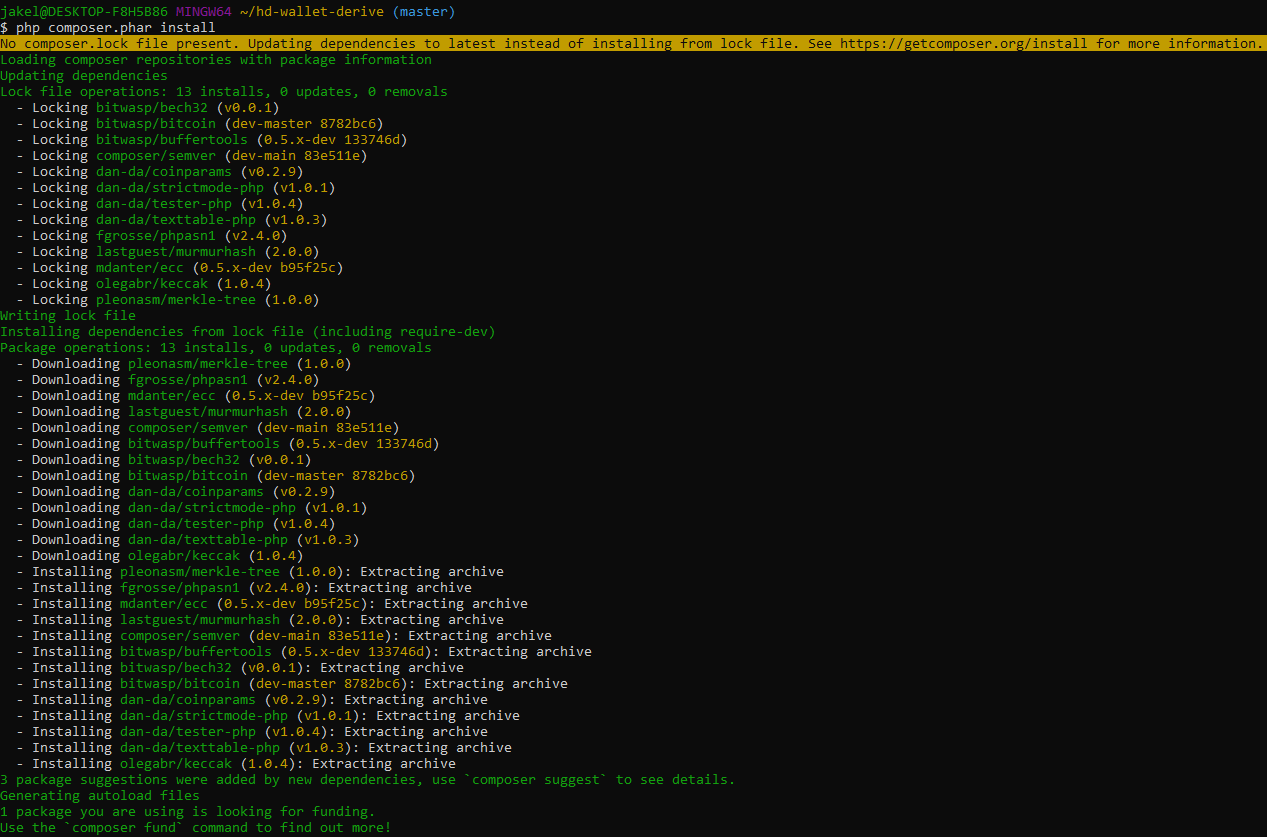 jakel@DESKTOP-F8H5B86 MINGW64 ~/hd-wallet-derive (master)
$ php composer.phar install
No composer.lock file present. Updating dependencies to latest instead of installing from lock file. See https://getcomposer.org/install for more information.
Loading composer repositories with package information
Updating dependencies
Lock file operations: 13 installs, 0 updates, 0 removals
  - Locking bitwasp/bech32 (v0.0.1)
  - Locking bitwasp/bitcoin (dev-master 8782bc6)
  - Locking bitwasp/buffertools (0.5.x-dev 133746d)
  - Locking composer/semver (dev-main 83e511e)
  - Locking dan-da/coinparams (v0.2.9)
  - Locking dan-da/strictmode-php (v1.0.1)
  - Locking dan-da/tester-php (v1.0.4)
  - Locking dan-da/texttable-php (v1.0.3)
  - Locking fgrosse/phpasn1 (v2.4.0)
  - Locking lastguest/murmurhash (2.0.0)
  - Locking mdanter/ecc (0.5.x-dev b95f25c)
  - Locking olegabr/keccak (1.0.4)
  - Locking pleonasm/merkle-tree (1.0.0)
Writing lock file
Installing dependencies from lock file (including require-dev)
Package operations: 13 installs, 0 updates, 0 removals
  - Downloading pleonasm/merkle-tree (1.0.0)
  - Downloading fgrosse/phpasn1 (v2.4.0)
  - Downloading mdanter/ecc (0.5.x-dev b95f25c)
  - Downloading lastguest/murmurhash (2.0.0)
  - Downloading composer/semver (dev-main 83e511e)
  - Downloading bitwasp/buffertools (0.5.x-dev 133746d)
  - Downloading bitwasp/bech32 (v0.0.1)
  - Downloading bitwasp/bitcoin (dev-master 8782bc6)
  - Downloading dan-da/coinparams (v0.2.9)
  - Downloading dan-da/strictmode-php (v1.0.1)
  - Downloading dan-da/tester-php (v1.0.4)
  - Downloading dan-da/texttable-php (v1.0.3)
  - Downloading olegabr/keccak (1.0.4)
  - Installing pleonasm/merkle-tree (1.0.0): Extracting archive
  - Installing fgrosse/phpasn1 (v2.4.0): Extracting archive
  - Installing mdanter/ecc (0.5.x-dev b95f25c): Extracting archive
  - Installing lastguest/murmurhash (2.0.0): Extracting archive
  - Installing composer/semver (dev-main 83e511e): Extracting archive
  - Installing bitwasp/buffertools (0.5.x-dev 133746d): Extracting archive
  - Installing bitwasp/bech32 (v0.0.1): Extracting archive
  - Installing bitwasp/bitcoin (dev-master 8782bc6): Extracting archive
  - Installing dan-da/coinparams (v0.2.9): Extracting archive
  - Installing dan-da/strictmode-php (v1.0.1): Extracting archive
  - Installing dan-da/tester-php (v1.0.4): Extracting archive
  - Installing dan-da/texttable-php (v1.0.3): Extracting archive
  - Installing olegabr/keccak (1.0.4): Extracting archive
3 package suggestions were added by new dependencies, use `composer suggest` to see details.
Generating autoload files
1 package you are using is looking for funding.
Use the `composer fund` command to find out more!